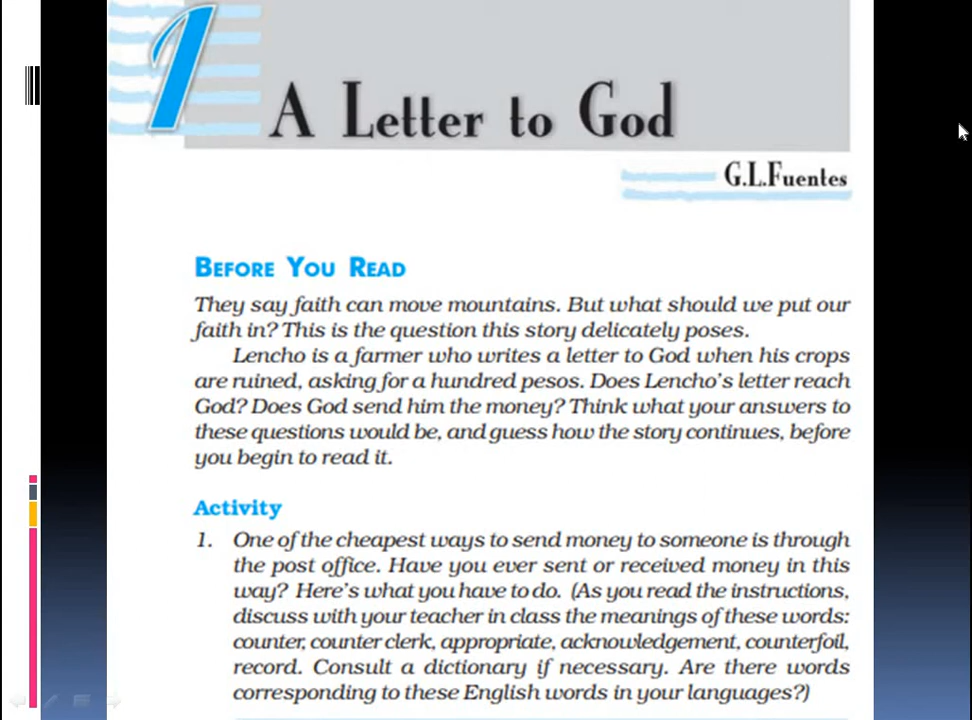 1
A Letter to God
G.L.Fuentes
BEFORE YOU READ
They say faith can move mountains. But what should we put our
faith in? This is the question this story delicately poses.
Lencho is a farmer who writes a letter to God when his crops
are ruined, asking for a hundred pesos. Does Lencho's letter reach
God? Does God send him the money? Think what your answers to
these questions would be, and guess how the story continues, before
you begin to read it.
Activity
1. One of the cheapest ways to send money to someone is through
the post office. Have you ever sent or received money in this
way? Here's what you have to do. (As you read the instructions,
discuss with your teacher in class the meanings of these words:
counter, counter clerk, appropriate, acknowledgement, counterfoil,
record. Consult a dictionary if necessary. Are there words
corresponding to these English words in your languages?)